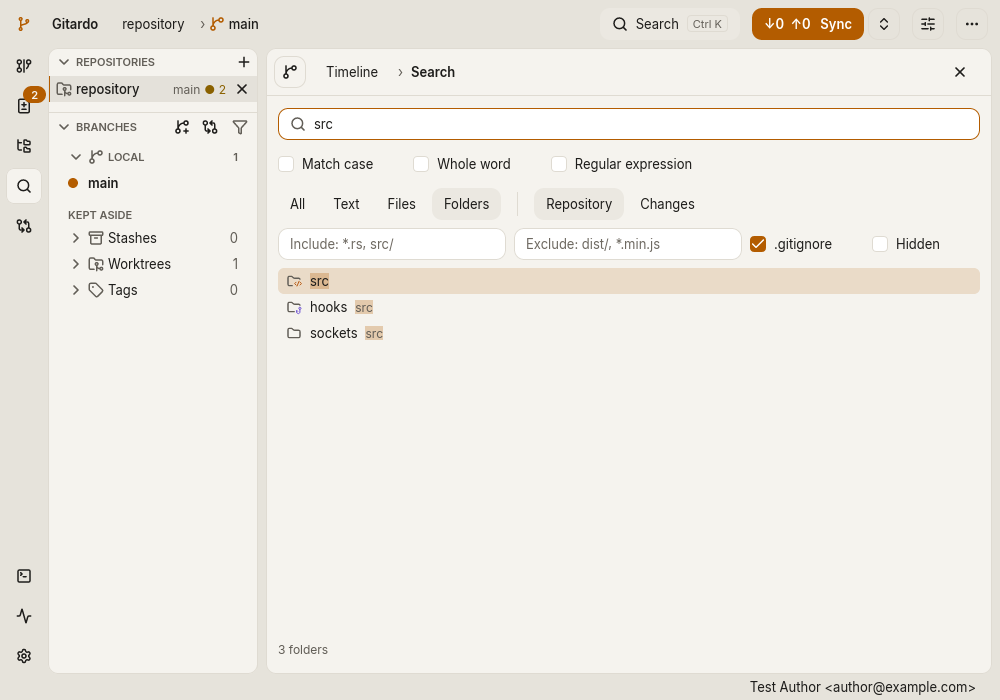 Gitardo repository › main Search Ctrl K ↓0 ↑0 Sync
2
REPOSITORIES
repository main 2
BRANCHES
LOCAL 1
main
KEPT ASIDE
Stashes 0
Worktrees 1
Tags 0
Timeline › Search
src
Match case Whole word Regular expression
All Text Files Folders Repository Changes
Include: *.rs, src/ Exclude: dist/, *.min.js .gitignore Hidden
src
hooks src
sockets src
3 folders
Test Author <author@example.com>